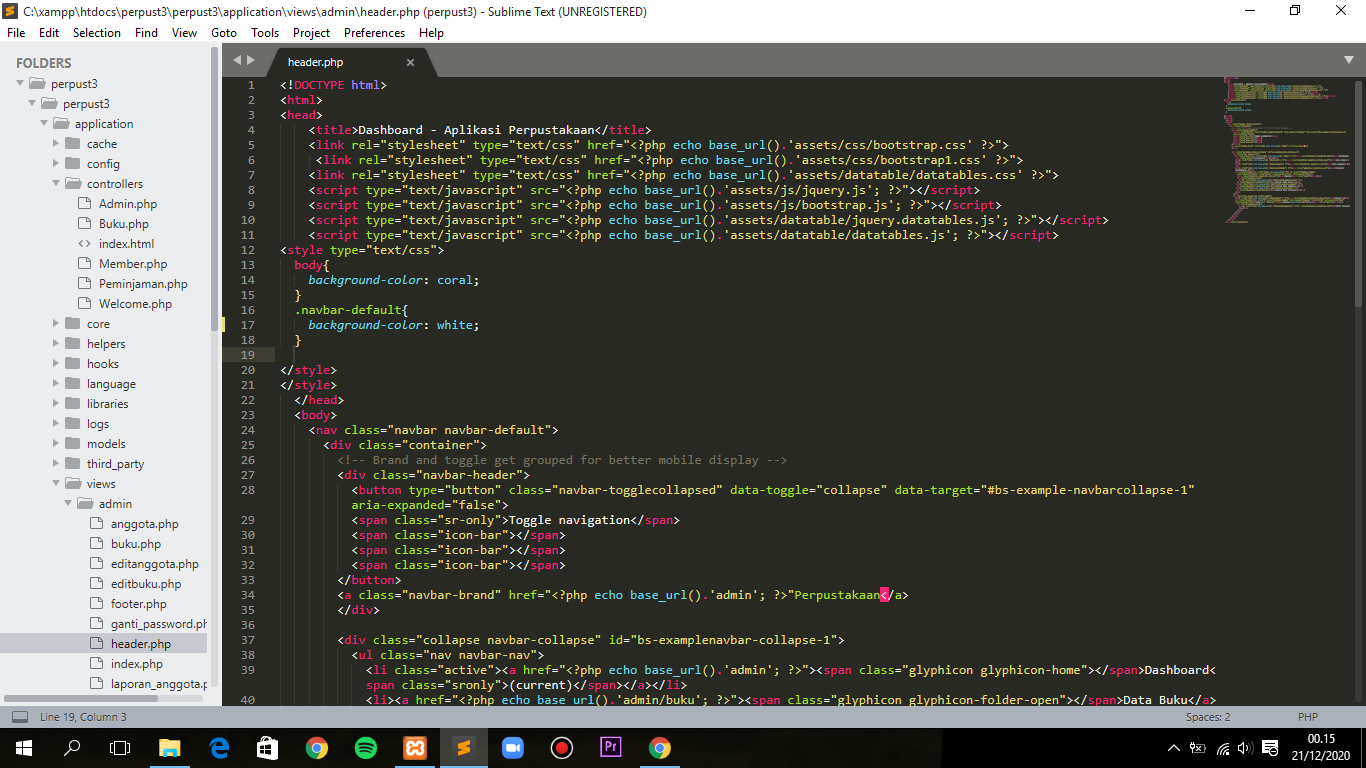 C:\xampp\htdocs\perpust3\perpust3\application\views\admin\header.php (perpust3) - Sublime Text (UNREGISTERED)
File Edit Selection Find View Goto Tools Project Preferences Help
FOLDERS
perpust3
perpust3
application
cache
config
controllers
Admin.php
Buku.php
<> index.html
Member.php
Peminjaman.php
Welcome.php
core
helpers
hooks
language
libraries
logs
models
third_party
views
admin
anggota.php
buku.php
editanggota.php
editbuku.php
footer.php
ganti_password.ph
header.php
index.php
laporan_anggota.p
header.php ×
1 <!DOCTYPE html>
2 <html>
3 <head>
4 <title>Dashboard - Aplikasi Perpustakaan</title>
5 <link rel="stylesheet" type="text/css" href="<?php echo base_url().'assets/css/bootstrap.css' ?>">
6 <link rel="stylesheet" type="text/css" href="<?php echo base_url().'assets/css/bootstrap1.css' ?>">
7 <link rel="stylesheet" type="text/css" href="<?php echo base_url().'assets/datatable/datatables.css' ?>">
8 <script type="text/javascript" src="<?php echo base_url().'assets/js/jquery.js'; ?>"></script>
9 <script type="text/javascript" src="<?php echo base_url().'assets/js/bootstrap.js'; ?>"></script>
10 <script type="text/javascript" src="<?php echo base_url().'assets/datatable/jquery.datatables.js'; ?>"></script>
11 <script type="text/javascript" src="<?php echo base_url().'assets/datatable/datatables.js'; ?>"></script>
12 <style type="text/css">
13 body{
14 background-color: coral;
15 }
16 .navbar-default{
17 background-color: white;
18 }
19
20 </style>
21 </style>
22 </head>
23 <body>
24 <nav class="navbar navbar-default">
25 <div class="container">
26 <!-- Brand and toggle get grouped for better mobile display -->
27 <div class="navbar-header">
28 <button type="button" class="navbar-togglecollapsed" data-toggle="collapse" data-target="#bs-example-navbarcollapse-1"
aria-expanded="false">
29 <span class="sr-only">Toggle navigation</span>
30 <span class="icon-bar"></span>
31 <span class="icon-bar"></span>
32 <span class="icon-bar"></span>
33 </button>
34 <a class="navbar-brand" href="<?php echo base_url().'admin'; ?>"Perpustakaan</a>
35 </div>
36
37 <div class="collapse navbar-collapse" id="bs-examplenavbar-collapse-1">
38 <ul class="nav navbar-nav">
39 <li class="active"><a href="<?php echo base_url().'admin'; ?>"><span class="glyphicon glyphicon-home"></span>Dashboard<
span class="sronly">(current)</span></a></li>
40 <li><a href="<?php echo base_url().'admin/buku'; ?>"><span class="glyphicon glyphicon-folder-open"></span>Data Buku</a>
Line 19, Column 3 Spaces: 2 PHP
Pr
00.15
21/12/2020